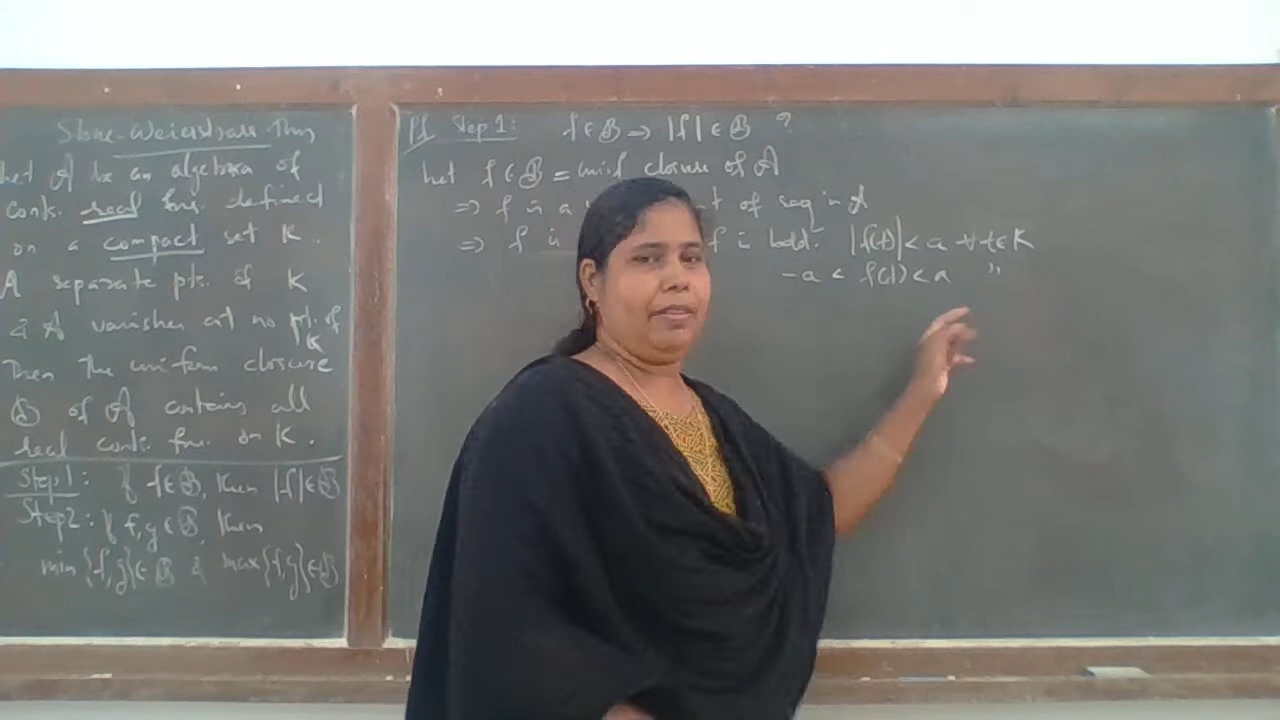 Stone-Weierstrass Thm
Let A be an algebra of
conts. real fns. defined
on a compact set K.
A separate pts. of K
& A vanishes at no pt. of
K
Then the uniform closure
B of A contains all
real conts. fns. on K.
Step 1: If f∈B, then |f|∈B
Step 2: If f, g∈B, then
min{f,g}∈B & max{f,g}∈B
Pf Step 1: f∈B ⇒ |f|∈B ?
Let f∈B = unif closure of A
⇒ f is a of seq in A
⇒ f is f is bdd. |f(t)| < a ∀ t∈K
-a < f(t) < a "